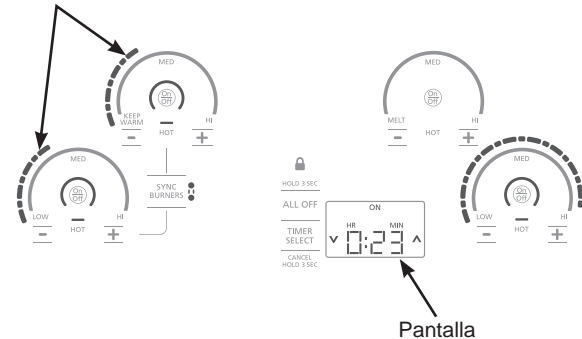 MED
On
Off
KEEP
WARM
HI
HOT
- +
MED
On
Off
LOW
HI
HOT
- +
SYNC
BURNERS
MED
On
Off
MELT
HI
HOT
- +
MED
On
Off
LOW
HI
HOT
- +
HOLD 3 SEC
ALL OFF
TIMER
SELECT
CANCEL
HOLD 3 SEC
ON
HR MIN
0:23
Pantalla